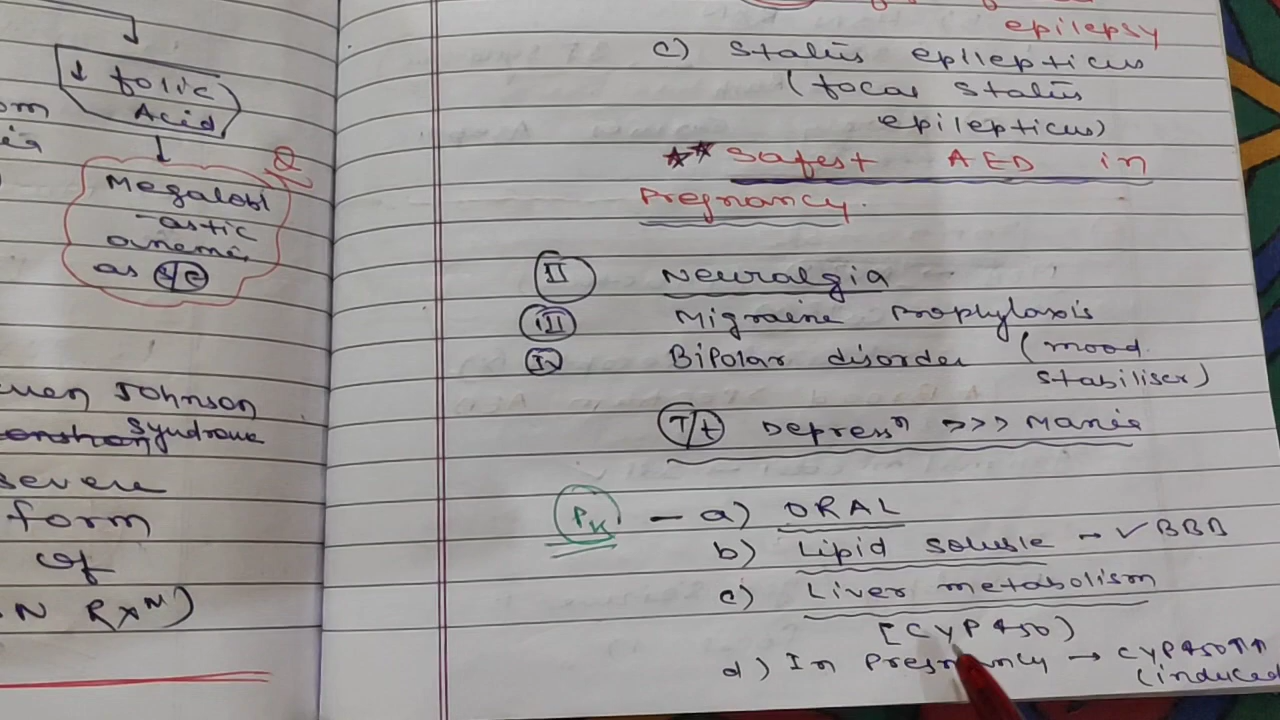 ↓ folic
Acid
Megalobl
astic
anemia
as S/E
Johnson
Syndrome
severe
form
of
N RXN)
epilepsy
c) Status epilepticus
(focal status
epilepticus)
** Safest AED in
Pregnancy.
II Neuralgia
III Migraine Prophylaxis
IV Bipolar disorder (mood
stabiliser)
T/t Depressn >>> Mania
PK - a) ORAL
b) Lipid soluble → ✓ BBB
c) Liver metabolism
[CYP450)
d) In Pregnancy → CYP450↑↑
(induced